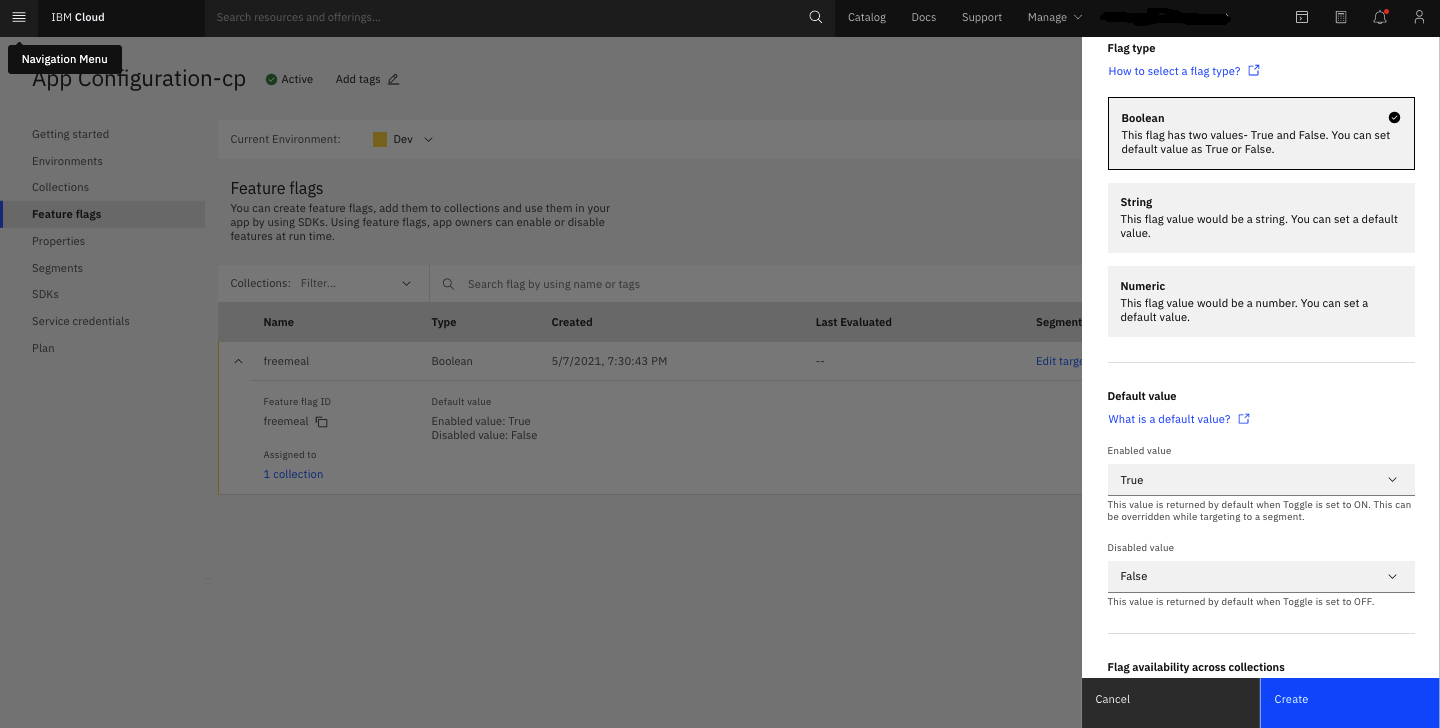 IBM Cloud
Search resources and offerings...
Catalog
Docs
Support
Manage
Navigation Menu
App Configuration-cp
Active
Add tags
Getting started
Environments
Collections
Feature flags
Properties
Segments
SDKs
Service credentials
Plan
Current Environment:
Dev
Feature flags
You can create feature flags, add them to collections and use them in your
app by using SDKs. Using feature flags, app owners can enable or disable
features at run time.
Collections: Filter...
Search flag by using name or tags
Name Type Created Last Evaluated Segment
freemeal Boolean 5/7/2021, 7:30:43 PM -- Edit targe
Feature flag ID
freemeal
Default value
Enabled value: True
Disabled value: False
Assigned to
1 collection
Flag type
How to select a flag type?
Boolean
This flag has two values- True and False. You can set
default value as True or False.
String
This flag value would be a string. You can set a default
value.
Numeric
This flag value would be a number. You can set a
default value.
Default value
What is a default value?
Enabled value
True
This value is returned by default when Toggle is set to ON. This can
be overridden while targeting to a segment.
Disabled value
False
This value is returned by default when Toggle is set to OFF.
Flag availability across collections
Cancel
Create